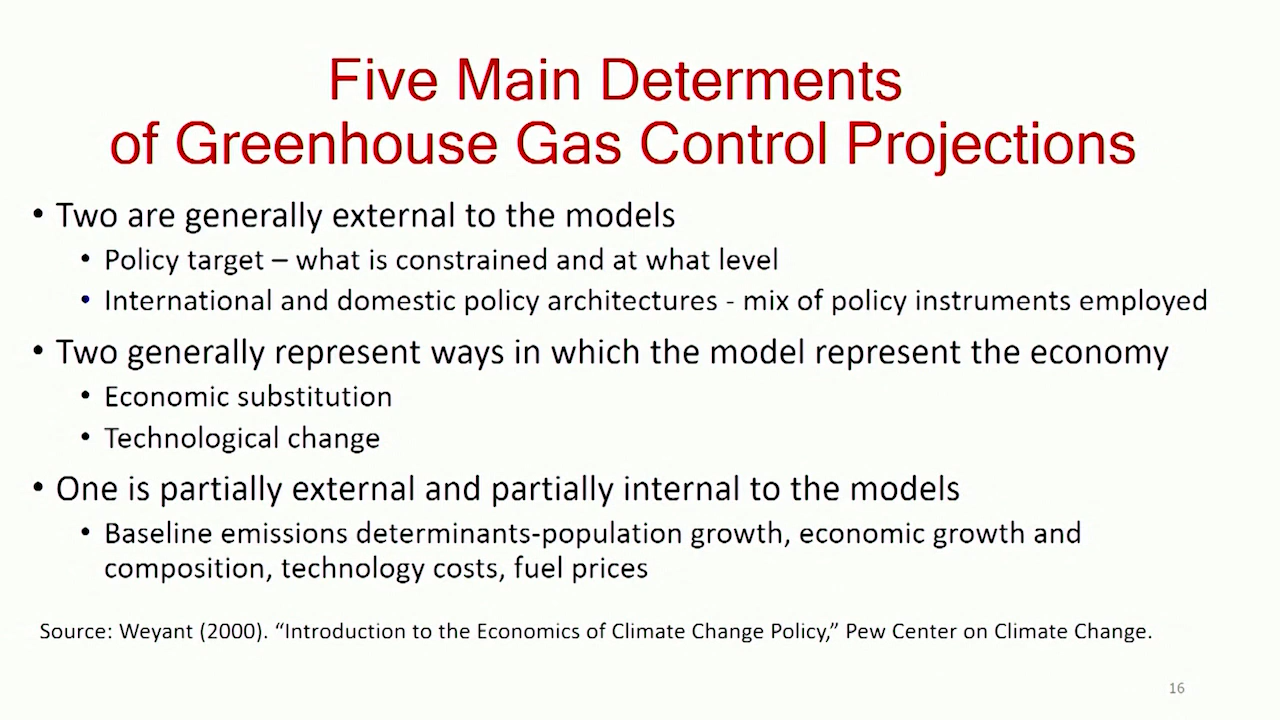 Five Main Determents
of Greenhouse Gas Control Projections
• Two are generally external to the models
• Policy target – what is constrained and at what level
• International and domestic policy architectures - mix of policy instruments employed
• Two generally represent ways in which the model represent the economy
• Economic substitution
• Technological change
• One is partially external and partially internal to the models
• Baseline emissions determinants-population growth, economic growth and
composition, technology costs, fuel prices
Source: Weyant (2000). “Introduction to the Economics of Climate Change Policy,” Pew Center on Climate Change.
16